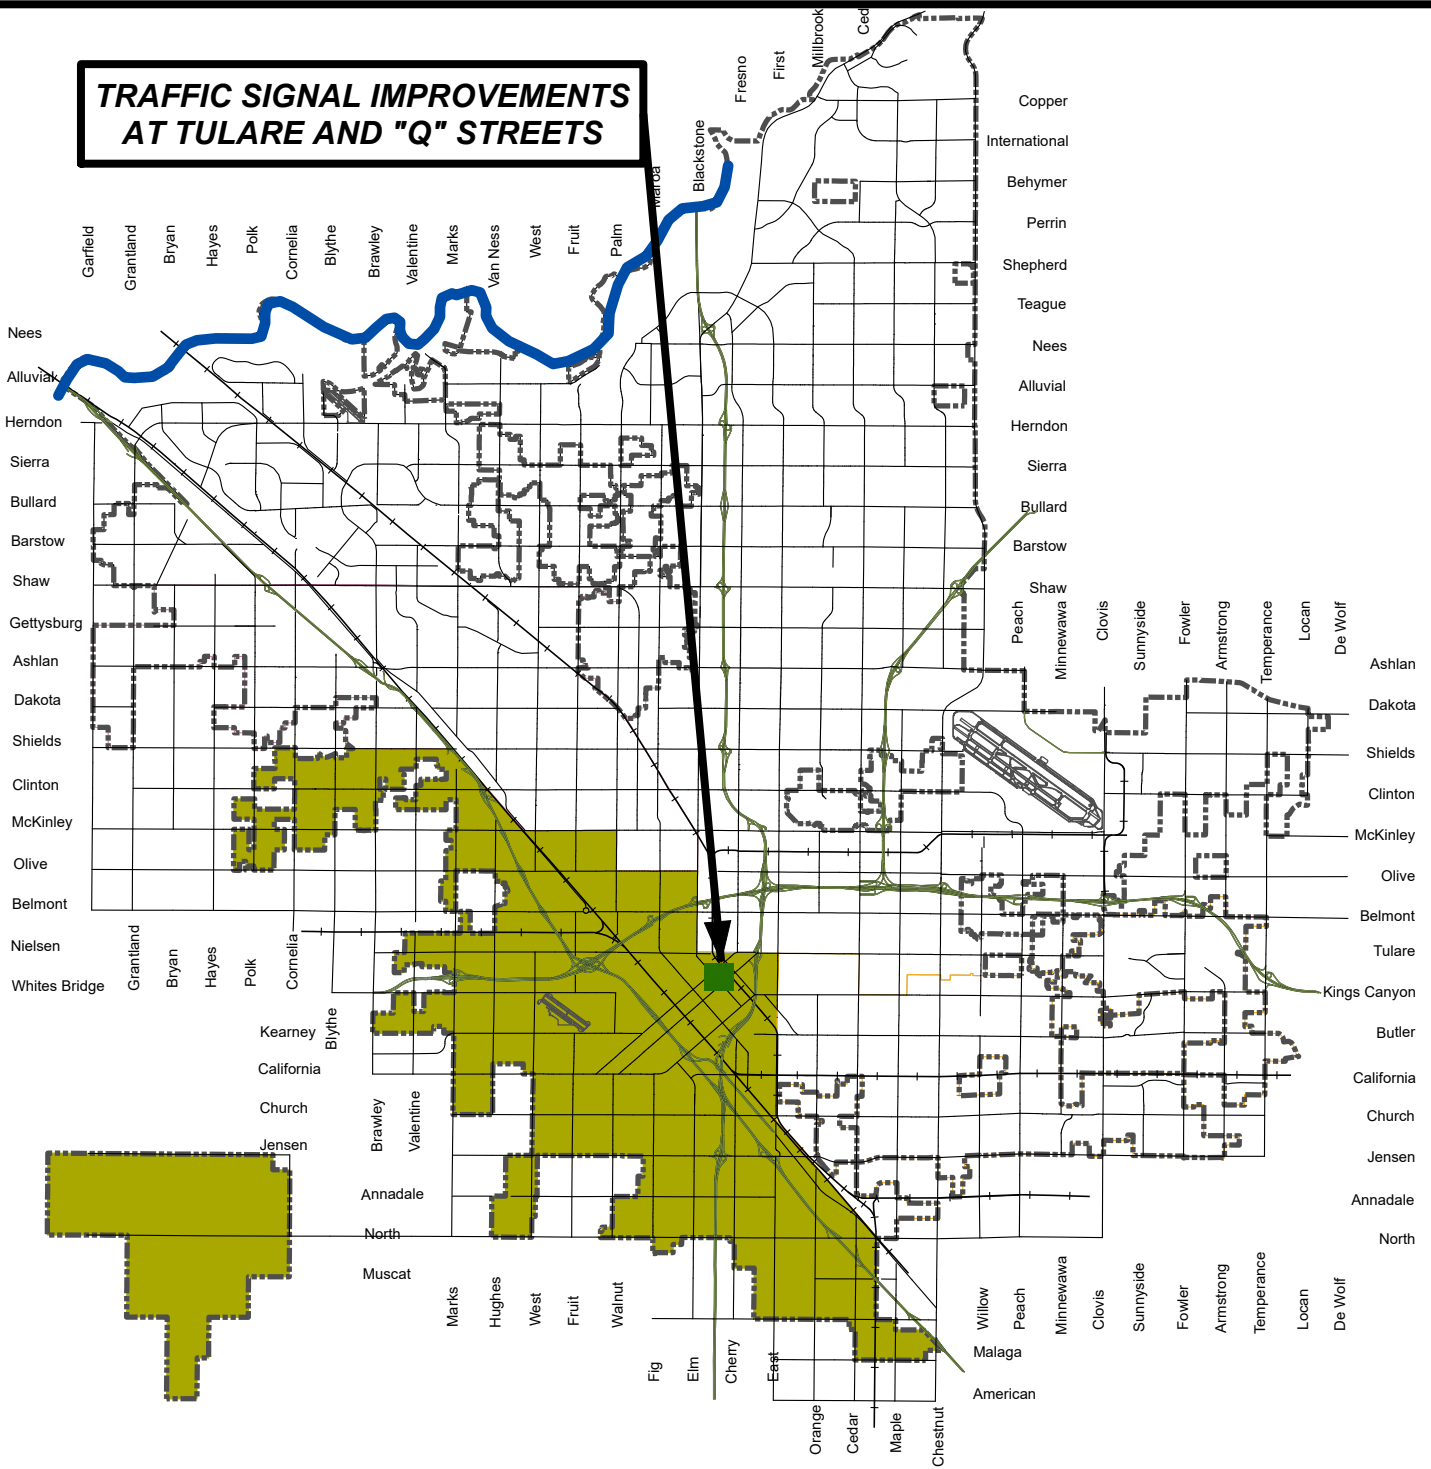 TRAFFIC SIGNAL IMPROVEMENTS
AT TULARE AND "Q" STREETS
Blackstone
Fresno
First
Millbrook
Copper
International
Behymer
Perrin
Shepherd
Teague
Nees
Alluvial
Herndon
Sierra
Bullard
Barstow
Shaw
Garfield
Grantland
Bryan
Hayes
Polk
Cornelia
Blythe
Brawley
Valentine
Marks
Van Ness
West
Fruit
Palm
Nees
Alluvial
Herndon
Sierra
Bullard
Barstow
Shaw
Gettysburg
Ashlan
Dakota
Shields
Clinton
McKinley
Olive
Belmont
Nielsen
Whites Bridge
Peach
Minnewawa
Clovis
Sunnyside
Fowler
Armstrong
Temperance
Locan
De Wolf
Ashlan
Dakota
Shields
Clinton
McKinley
Olive
Belmont
Tulare
Kings Canyon
Butler
California
Church
Jensen
Annadale
North
Grantland
Bryan
Hayes
Polk
Cornelia
Blythe
Kearney
California
Church
Jensen
Brawley
Valentine
Annadale
North
Muscat
Marks
Hughes
West
Fruit
Walnut
Fig
Elm
Cherry
East
Orange
Cedar
Maple
Chestnut
Willow
Peach
Minnewawa
Clovis
Sunnyside
Fowler
Armstrong
Temperance
Locan
De Wolf
Malaga
American